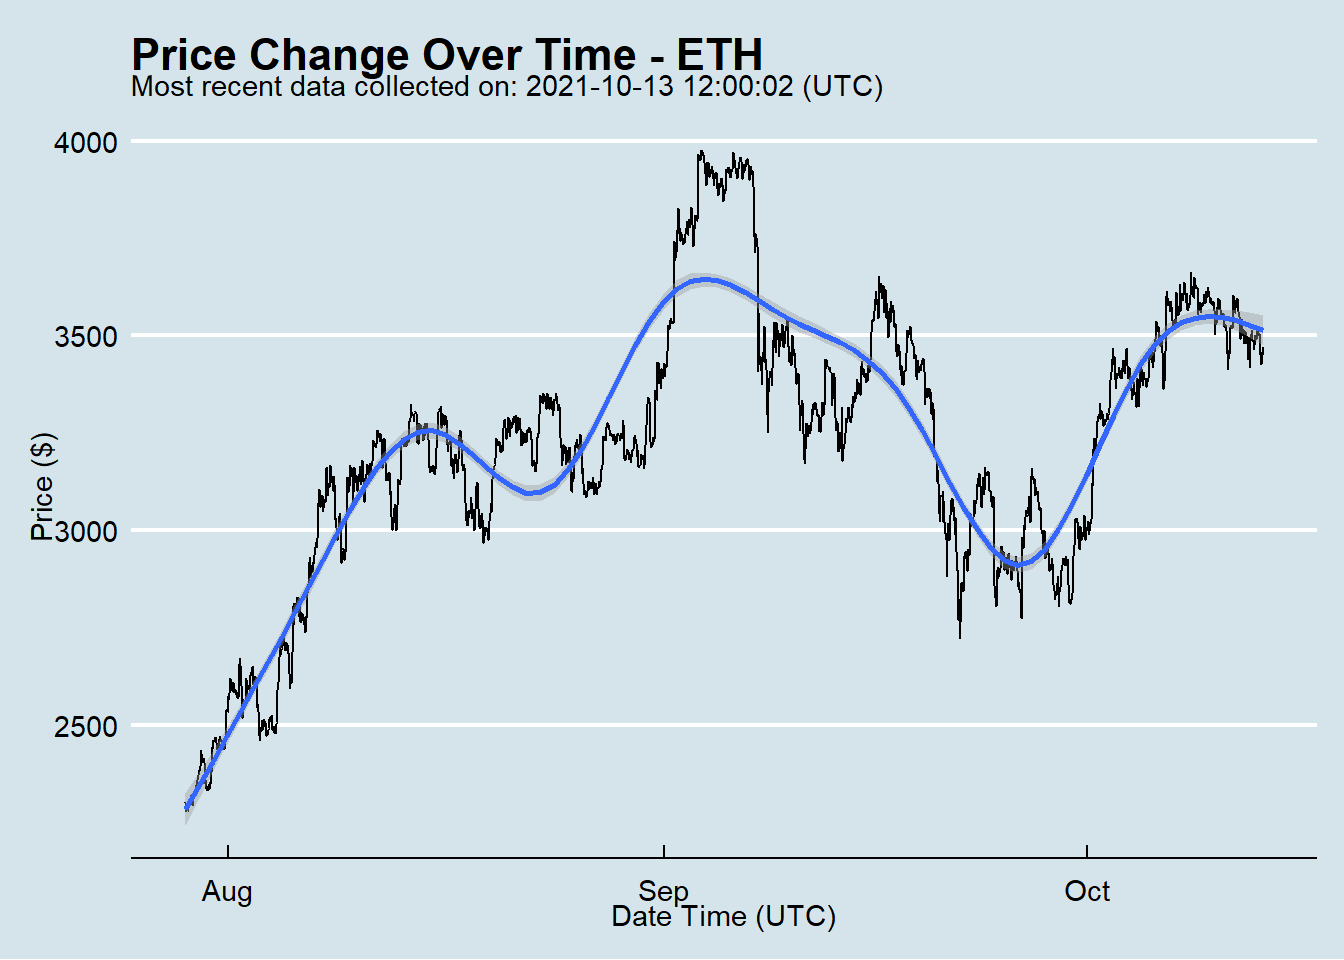 Price Change Over Time - ETH
Most recent data collected on: 2021-10-13 12:00:02 (UTC)
4000
3500
3000
2500
Price ($)
Aug
Sep
Oct
Date Time (UTC)